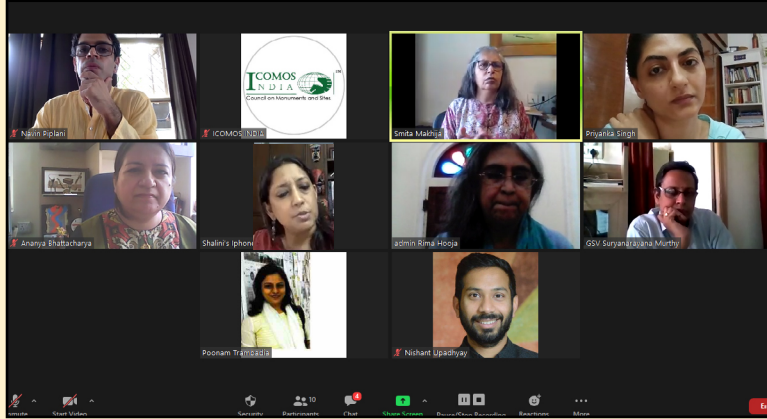 ICOMOS
INDIA
Council on Monuments and Sites
Navin Piplani
ICOMOS INDIA
Smita Makhija
Priyanka Singh
Ananya Bhattacharya
Shalini's Iphone
admin Rima Hooja
GSV Suryanarayana Murthy
Poonam Trambadia
Nishant Upadhyay
10
4
Start Video
Security
Participants
Chat
Share Screen
Pause/Stop Recording
Reactions
More